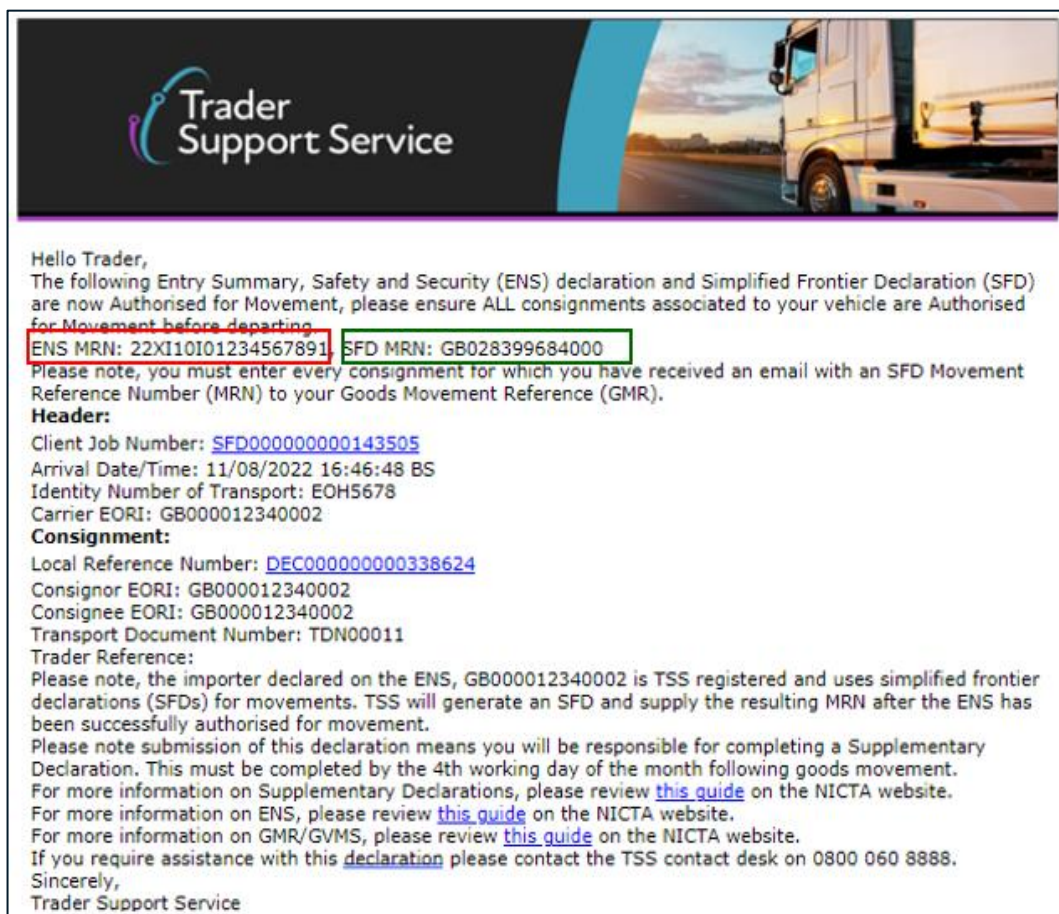 Trader
Support Service
Hello Trader,
The following Entry Summary, Safety and Security (ENS) declaration and Simplified Frontier Declaration (SFD)
are now Authorised for Movement, please ensure ALL consignments associated to your vehicle are Authorised
for Movement before departing.
ENS MRN: 22XI10I01234567891, SFD MRN: GB028399684000
Please note, you must enter every consignment for which you have received an email with an SFD Movement
Reference Number (MRN) to your Goods Movement Reference (GMR).
Header:
Client Job Number: SFD000000000143505
Arrival Date/Time: 11/08/2022 16:46:48 BS
Identity Number of Transport: EOH5678
Carrier EORI: GB000012340002
Consignment:
Local Reference Number: DEC000000000338624
Consignor EORI: GB000012340002
Consignee EORI: GB000012340002
Transport Document Number: TDN00011
Trader Reference:
Please note, the importer declared on the ENS, GB000012340002 is TSS registered and uses simplified frontier
declarations (SFDs) for movements. TSS will generate an SFD and supply the resulting MRN after the ENS has
been successfully authorised for movement.
Please note submission of this declaration means you will be responsible for completing a Supplementary
Declaration. This must be completed by the 4th working day of the month following goods movement.
For more information on Supplementary Declarations, please review this guide on the NICTA website.
For more information on ENS, please review this guide on the NICTA website.
For more information on GMR/GVMS, please review this guide on the NICTA website.
If you require assistance with this declaration please contact the TSS contact desk on 0800 060 8888.
Sincerely,
Trader Support Service